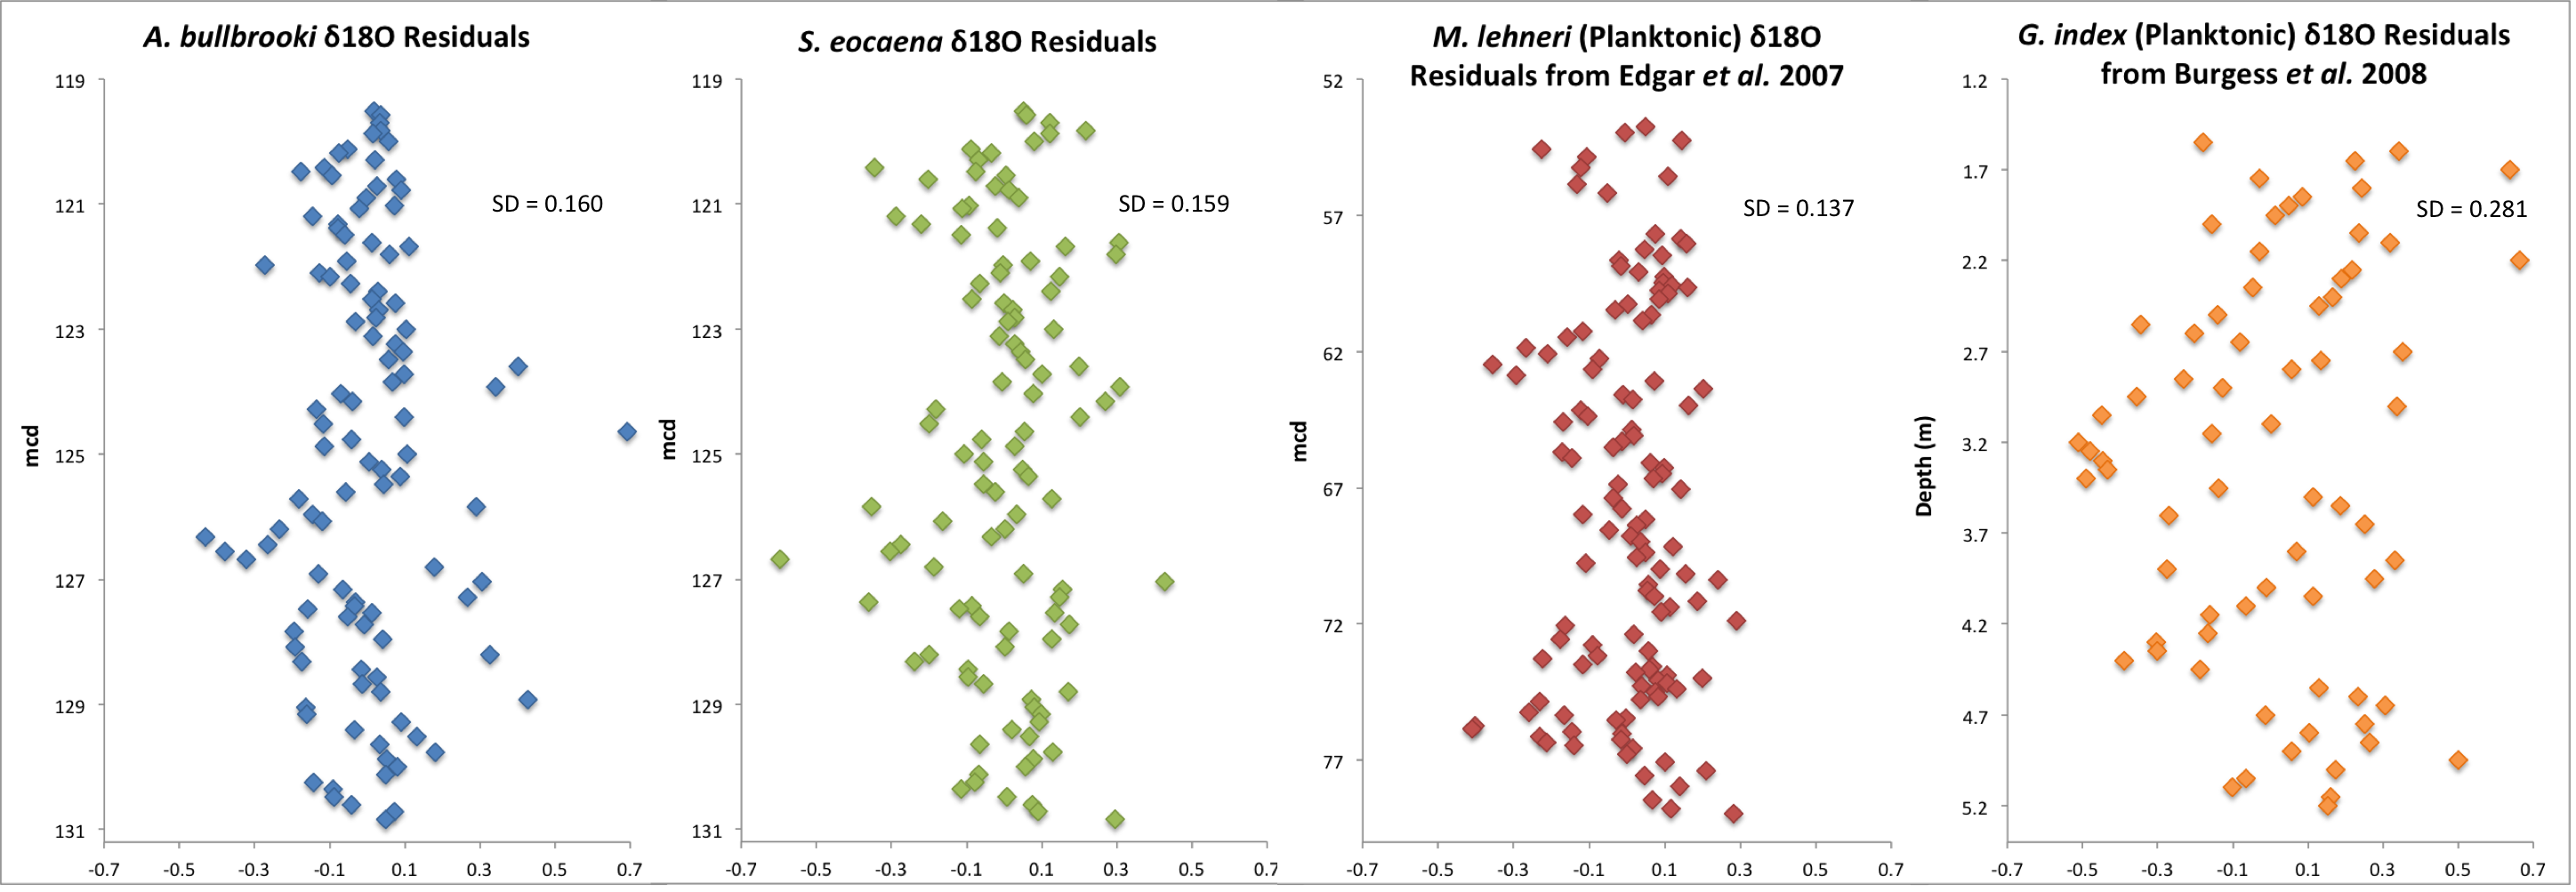 A. bullbrooki δ18O Residuals
119
121
123
125
127
129
131
mcd
SD = 0.160
-0.7 -0.5 -0.3 -0.1 0.1 0.3 0.5 0.7
S. eocaena δ18O Residuals
119
121
123
125
127
129
131
mcd
SD = 0.159
-0.7 -0.5 -0.3 -0.1 0.1 0.3 0.5 0.7
M. lehneri (Planktonic) δ18O
Residuals from Edgar et al. 2007
52
57
62
67
72
77
mcd
SD = 0.137
-0.7 -0.5 -0.3 -0.1 0.1 0.3 0.5 0.7
G. index (Planktonic) δ18O Residuals
from Burgess et al. 2008
1.2
1.7
2.2
2.7
3.2
3.7
4.2
4.7
5.2
Depth (m)
SD = 0.281
-0.7 -0.5 -0.3 -0.1 0.1 0.3 0.5 0.7